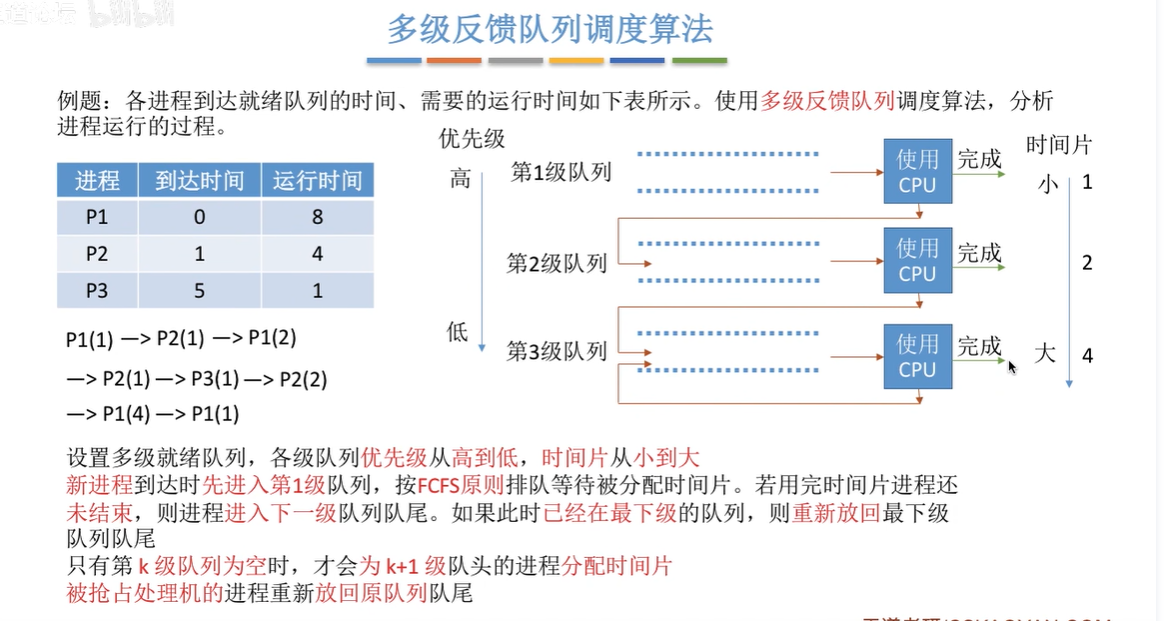 bilibili
多级反馈队列调度算法
例题：各进程到达就绪队列的时间、需要的运行时间如下表所示。使用多级反馈队列调度算法，分析
进程运行的过程。
进程 到达时间 运行时间
P1 0 8
P2 1 4
P3 5 1
P1(1) —> P2(1) —> P1(2)
—> P2(1) —> P3(1) —> P2(2)
—> P1(4) —> P1(1)
优先级
高
低
第1级队列
第2级队列
第3级队列
使用
CPU
完成
使用
CPU
完成
使用
CPU
完成
时间片
小 1
2
大 4
设置多级就绪队列，各级队列优先级从高到低，时间片从小到大
新进程到达时先进入第1级队列，按FCFS原则排队等待被分配时间片。若用完时间片进程还
未结束，则进程进入下一级队列队尾。如果此时已经在最下级的队列，则重新放回最下级
队列队尾
只有第 k 级队列为空时，才会为 k+1 级队头的进程分配时间片
被抢占处理机的进程重新放回原队列队尾